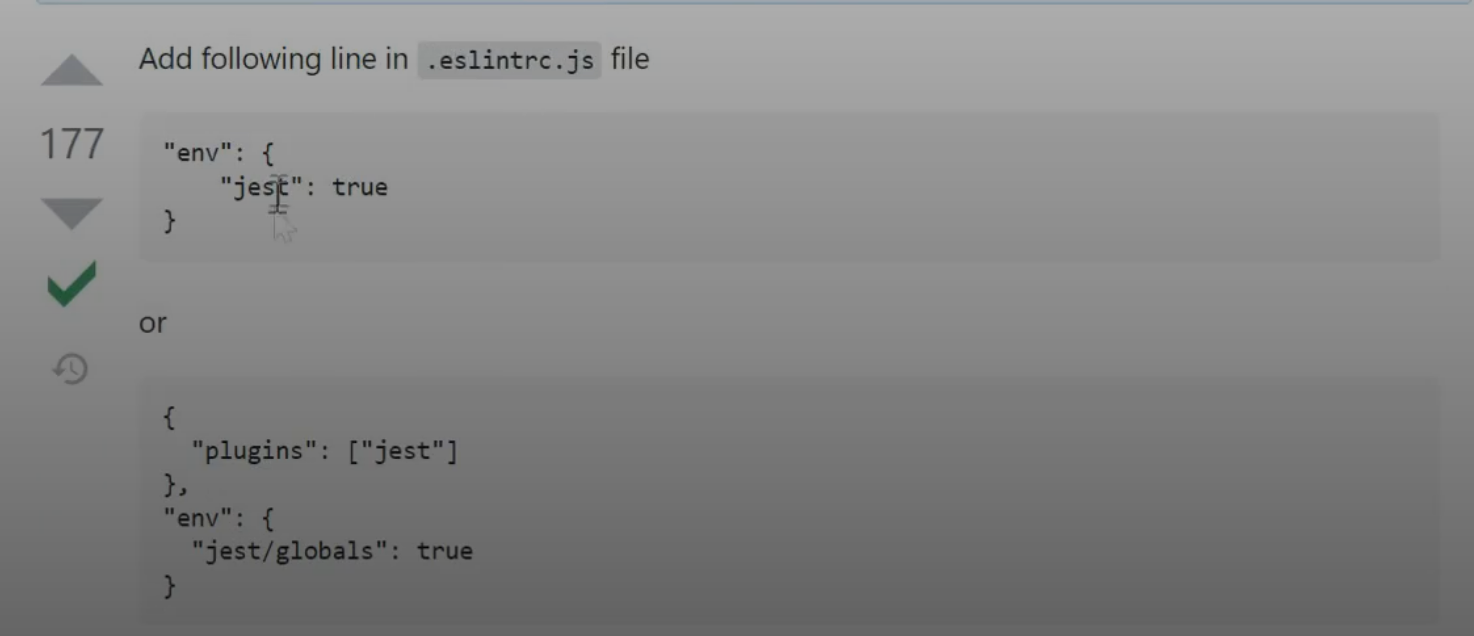 Add following line in .eslintrc.js file
177
"env": {
    "jest": true
}
or
{
  "plugins": ["jest"]
},
"env": {
  "jest/globals": true
}